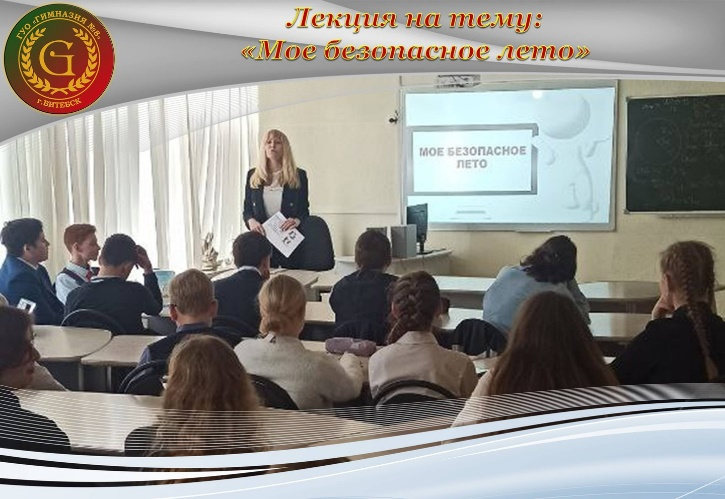 Лекция на тему:
«Мое безопасное лето»
ГУО «ГИМНАЗИЯ №8»
G
г.ВИТЕБСК
МОЕ БЕЗОПАСНОЕ
ЛЕТО